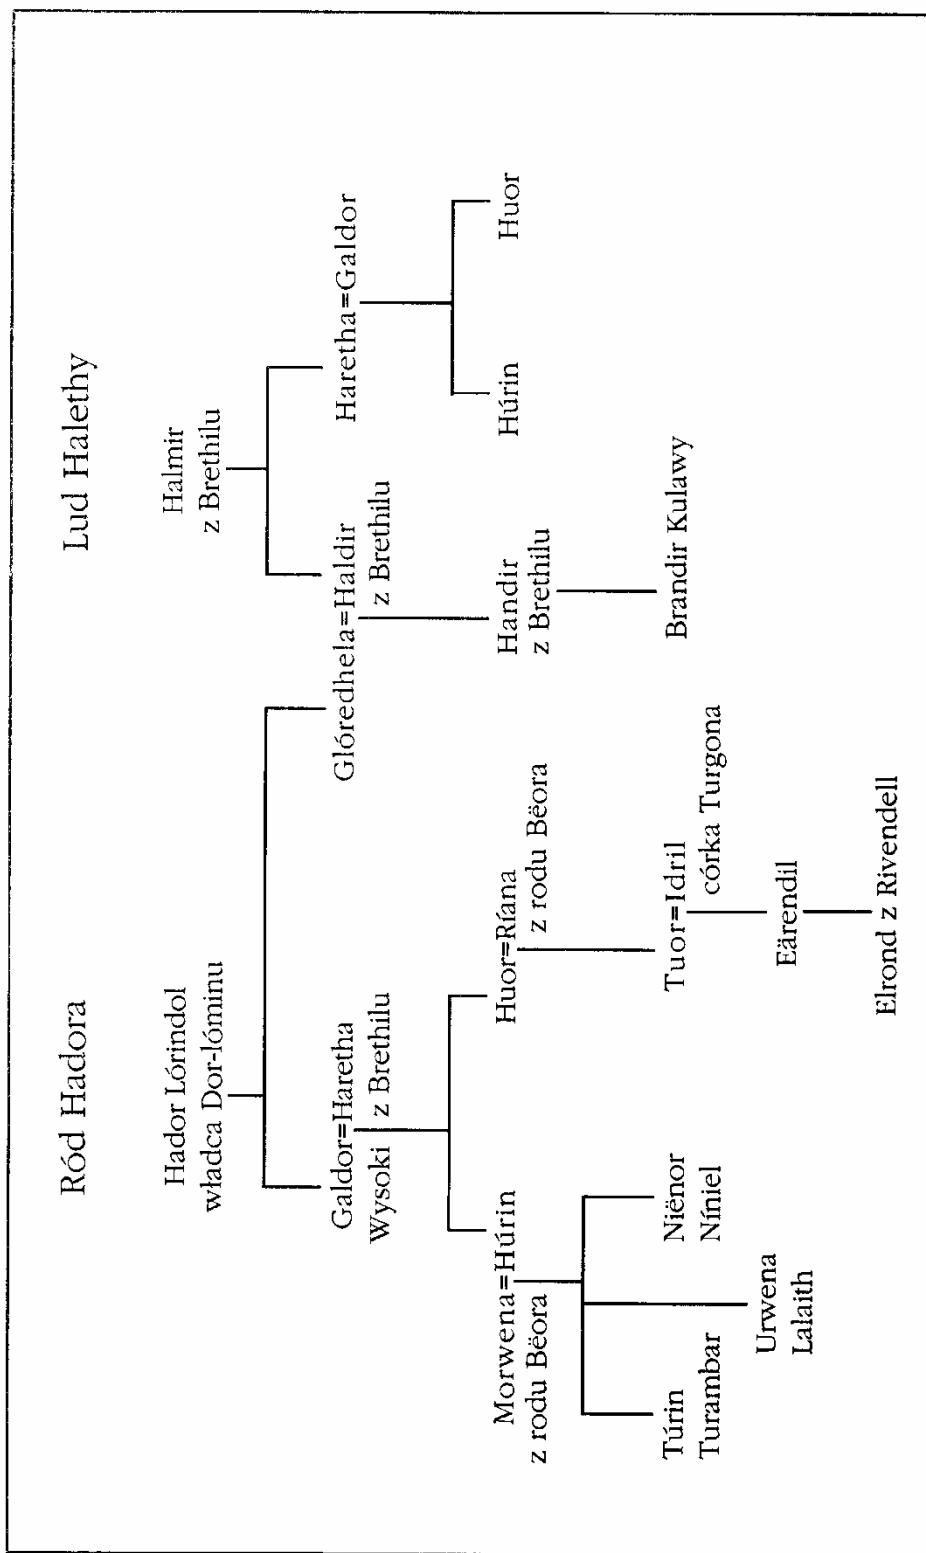 Ród Hadora
Lud Halethy
Hador Lórindol
władca Dor-lóminu
Halmir
z Brethilu
Galdor=Haretha
Wysoki z Brethilu
Glóredhela=Haldir
z Brethilu
Haretha=Galdor
Morwena=Húrin
z rodu Bëora
Huor=Ríana
z rodu Bëora
Handir
z Brethilu
Húrin
Huor
Túrin
Turambar
Urwena
Lalaith
Niënor
Níniel
Tuor=Idril
córka Turgona
Brandir Kulawy
Eärendil
Elrond z Rivendell